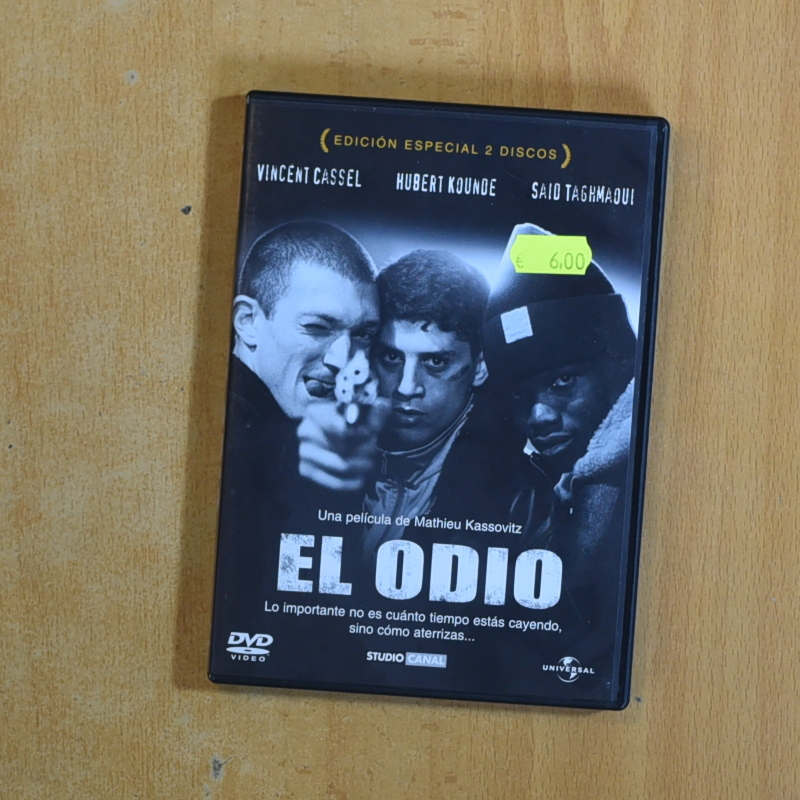 EDICIÓN ESPECIAL 2 DISCOS
VINCENT CASSEL HUBERT KOUNDE SAID TAGHMAOUI
€ 6,00
Una película de Mathieu Kassovitz
EL ODIO
Lo importante no es cuánto tiempo estás cayendo,
sino cómo aterrizas...
DVD
VIDEO
STUDIO CANAL
UNIVERSAL